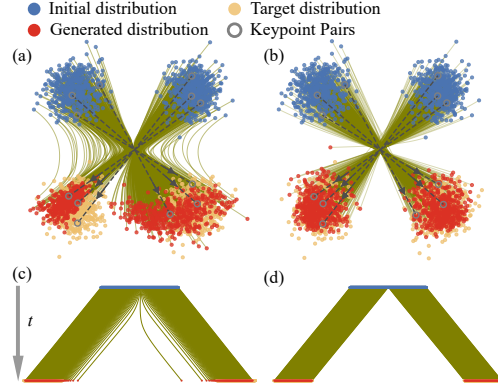 Initial distribution Target distribution
Generated distribution Keypoint Pairs
(a) (b)
(c) (d)
t